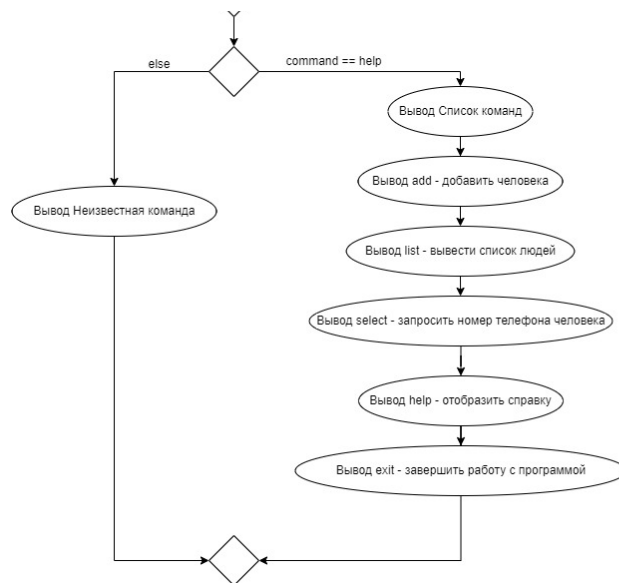 else
command == help
Вывод Список команд
Вывод add - добавить человека
Вывод Неизвестная команда
Вывод list - вывести список людей
Вывод select - запросить номер телефона человека
Вывод help - отобразить справку
Вывод exit - завершить работу с программой